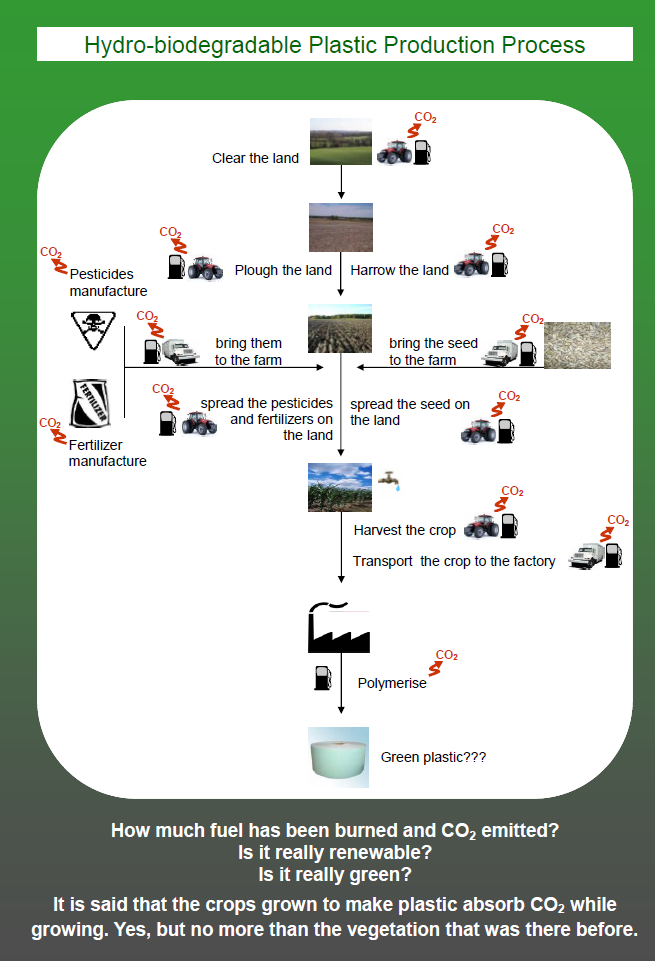 Hydro-biodegradable Plastic Production Process
CO₂
Clear the land
CO₂
CO₂
CO₂
Plough the land
Harrow the land
Pesticides
manufacture
CO₂
CO₂
bring them
to the farm
bring the seed
to the farm
CO₂
CO₂
FERTILIZER
spread the pesticides
and fertilizers on
the land
spread the seed on
the land
CO₂
Fertilizer
manufacture
CO₂
Harvest the crop
CO₂
Transport the crop to the factory
CO₂
Polymerise
Green plastic???
How much fuel has been burned and CO₂ emitted?
Is it really renewable?
Is it really green?
It is said that the crops grown to make plastic absorb CO₂ while
growing. Yes, but no more than the vegetation that was there before.